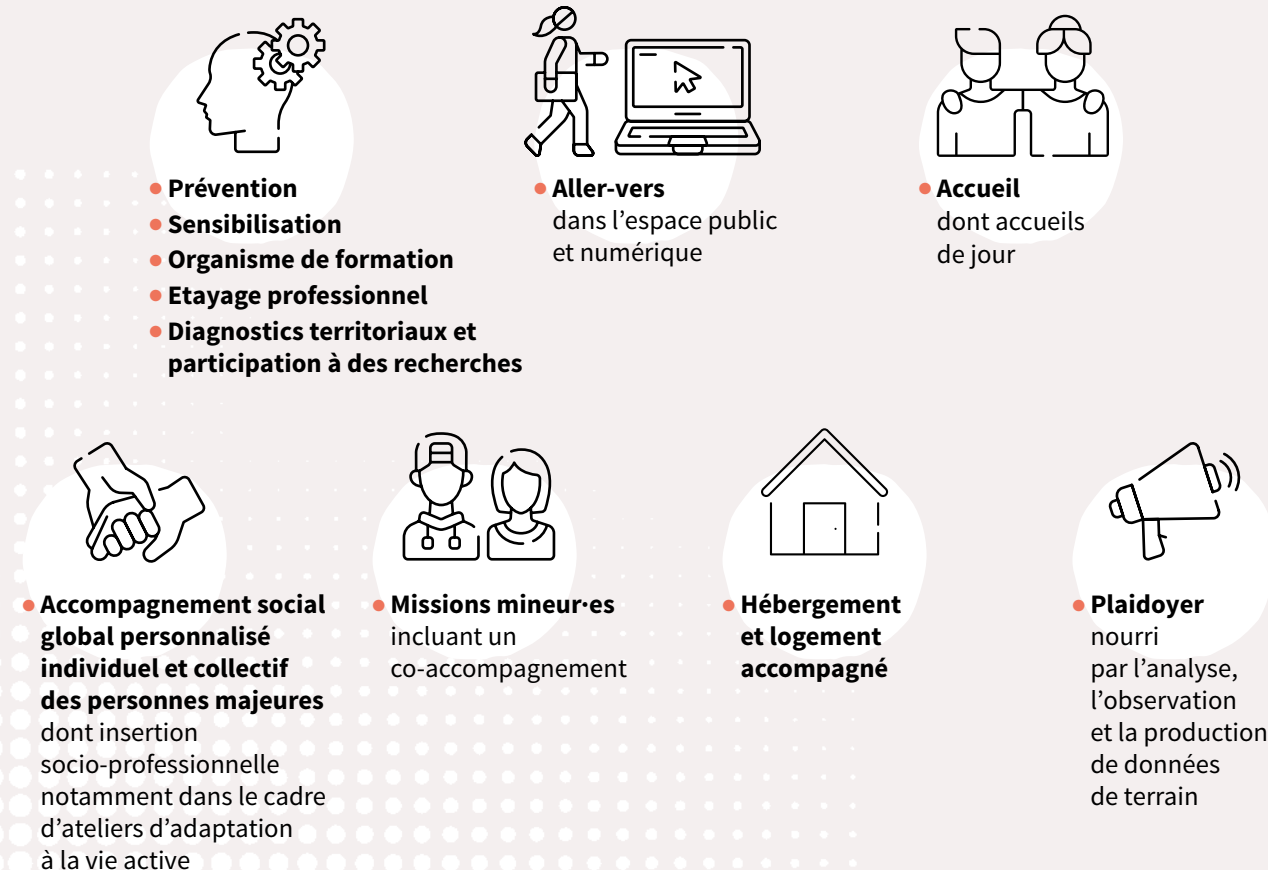 • Prévention
• Sensibilisation
• Organisme de formation
• Etayage professionnel
• Diagnostics territoriaux et
participation à des recherches
• Aller-vers
dans l’espace public
et numérique
• Accueil
dont accueils
de jour
• Accompagnement social
global personnalisé
individuel et collectif
des personnes majeures
dont insertion
socio-professionnelle
notamment dans le cadre
d’ateliers d’adaptation
à la vie active
• Missions mineur·es
incluant un
co-accompagnement
• Hébergement
et logement
accompagné
• Plaidoyer
nourri
par l’analyse,
l’observation
et la production
de données
de terrain